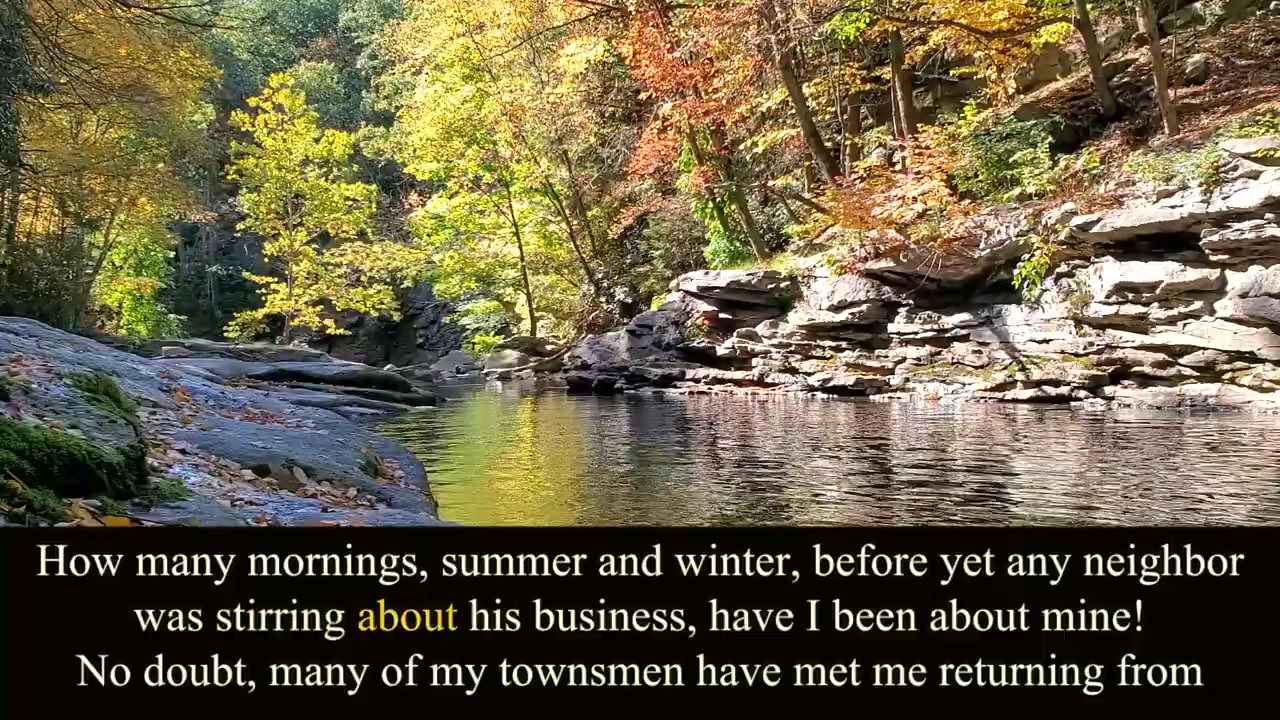 How many mornings, summer and winter, before yet any neighbor
was stirring about his business, have I been about mine!
No doubt, many of my townsmen have met me returning from